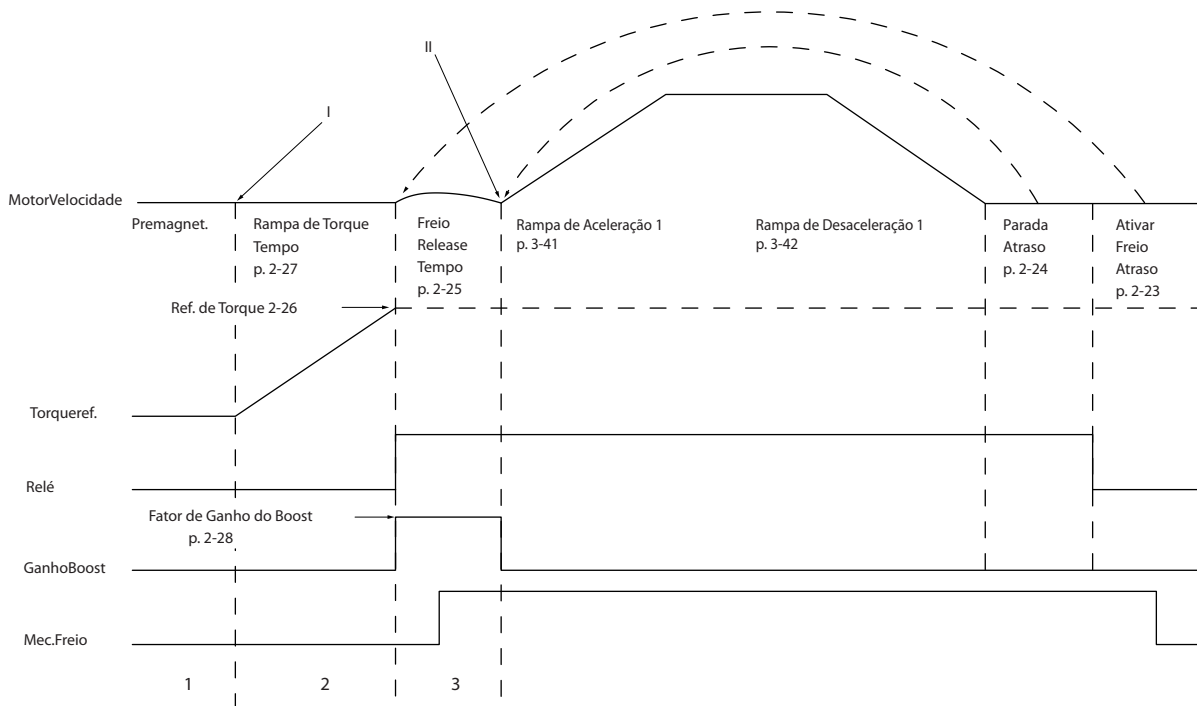 I
II
MotorVelocidade
Premagnet.
Rampa de Torque
Tempo
p. 2-27
Freio
Release
Tempo
p. 2-25
Rampa de Aceleração 1
p. 3-41
Rampa de Desaceleração 1
p. 3-42
Parada
Atraso
p. 2-24
Ativar
Freio
Atraso
p. 2-23
Ref. de Torque 2-26
Torqueref.
Relé
Fator de Ganho do Boost
p. 2-28
GanhoBoost
Mec.Freio
1
2
3